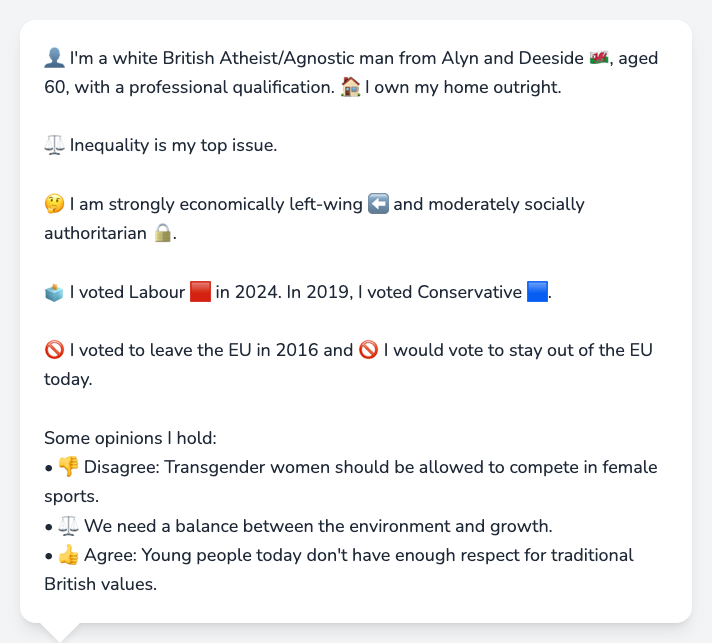 👤 I'm a white British Atheist/Agnostic man from Alyn and Deeside 🏴󠁧󠁢󠁷󠁬󠁳󠁿, aged
60, with a professional qualification. 🏠 I own my home outright.
⚖️ Inequality is my top issue.
🤔 I am strongly economically left-wing ⬅️ and moderately socially
authoritarian 🔒.
🗳️ I voted Labour 🟥 in 2024. In 2019, I voted Conservative 🟦.
🚫 I voted to leave the EU in 2016 and 🚫 I would vote to stay out of the EU
today.
Some opinions I hold:
• 👎 Disagree: Transgender women should be allowed to compete in female
sports.
• ⚖️ We need a balance between the environment and growth.
• 👍 Agree: Young people today don't have enough respect for traditional
British values.